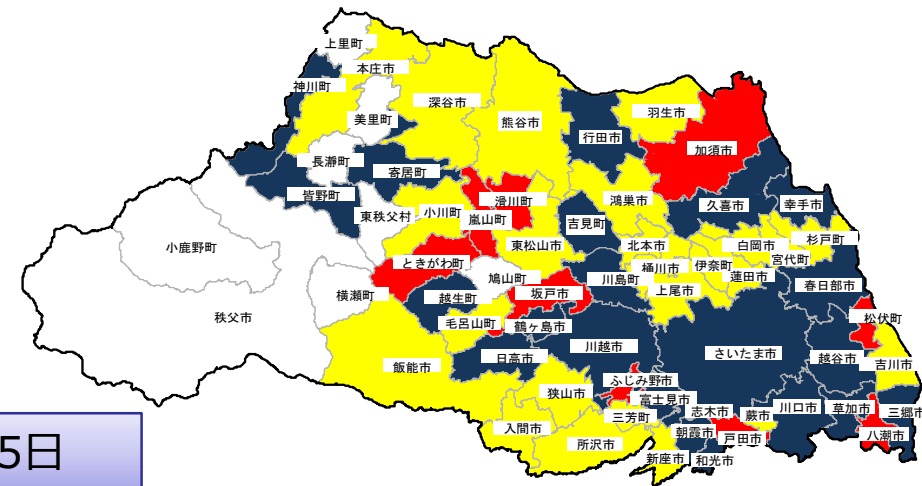 上里町
本庄市
神川町
深谷市
美里町
熊谷市
羽生市
行田市
加須市
長瀞町
寄居町
皆野町
滑川町
鴻巣市
久喜市
幸手市
東秩父村
小川町
嵐山町
吉見町
小鹿野町
東松山市
北本市
白岡市
杉戸町
宮代町
ときがわ町
鳩山町
川島町
桶川市
伊奈町
蓮田市
横瀬町
越生町
坂戸市
上尾市
春日部市
秩父市
毛呂山町
鶴ヶ島市
松伏町
川越市
さいたま市
越谷市
吉川市
飯能市
日高市
ふじみ野市
狭山市
富士見市
三芳町
志木市
蕨市
川口市
草加市
三郷市
入間市
所沢市
朝霞市
戸田市
八潮市
新座市
和光市
5日